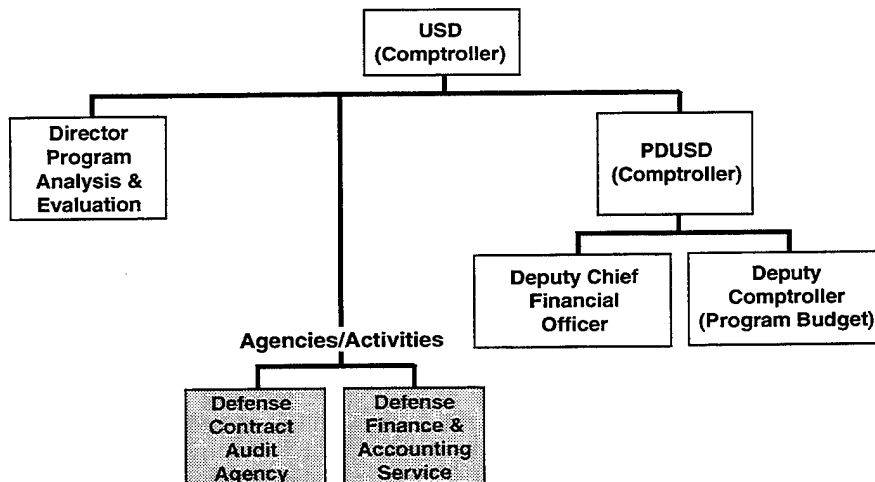 USD
(Comptroller)
Director
Program
Analysis &
Evaluation
PDUSD
(Comptroller)
Deputy Chief
Financial
Officer
Deputy
Comptroller
(Program Budget)
Agencies/Activities
Defense
Contract
Audit
Agency
Defense
Finance &
Accounting
Service